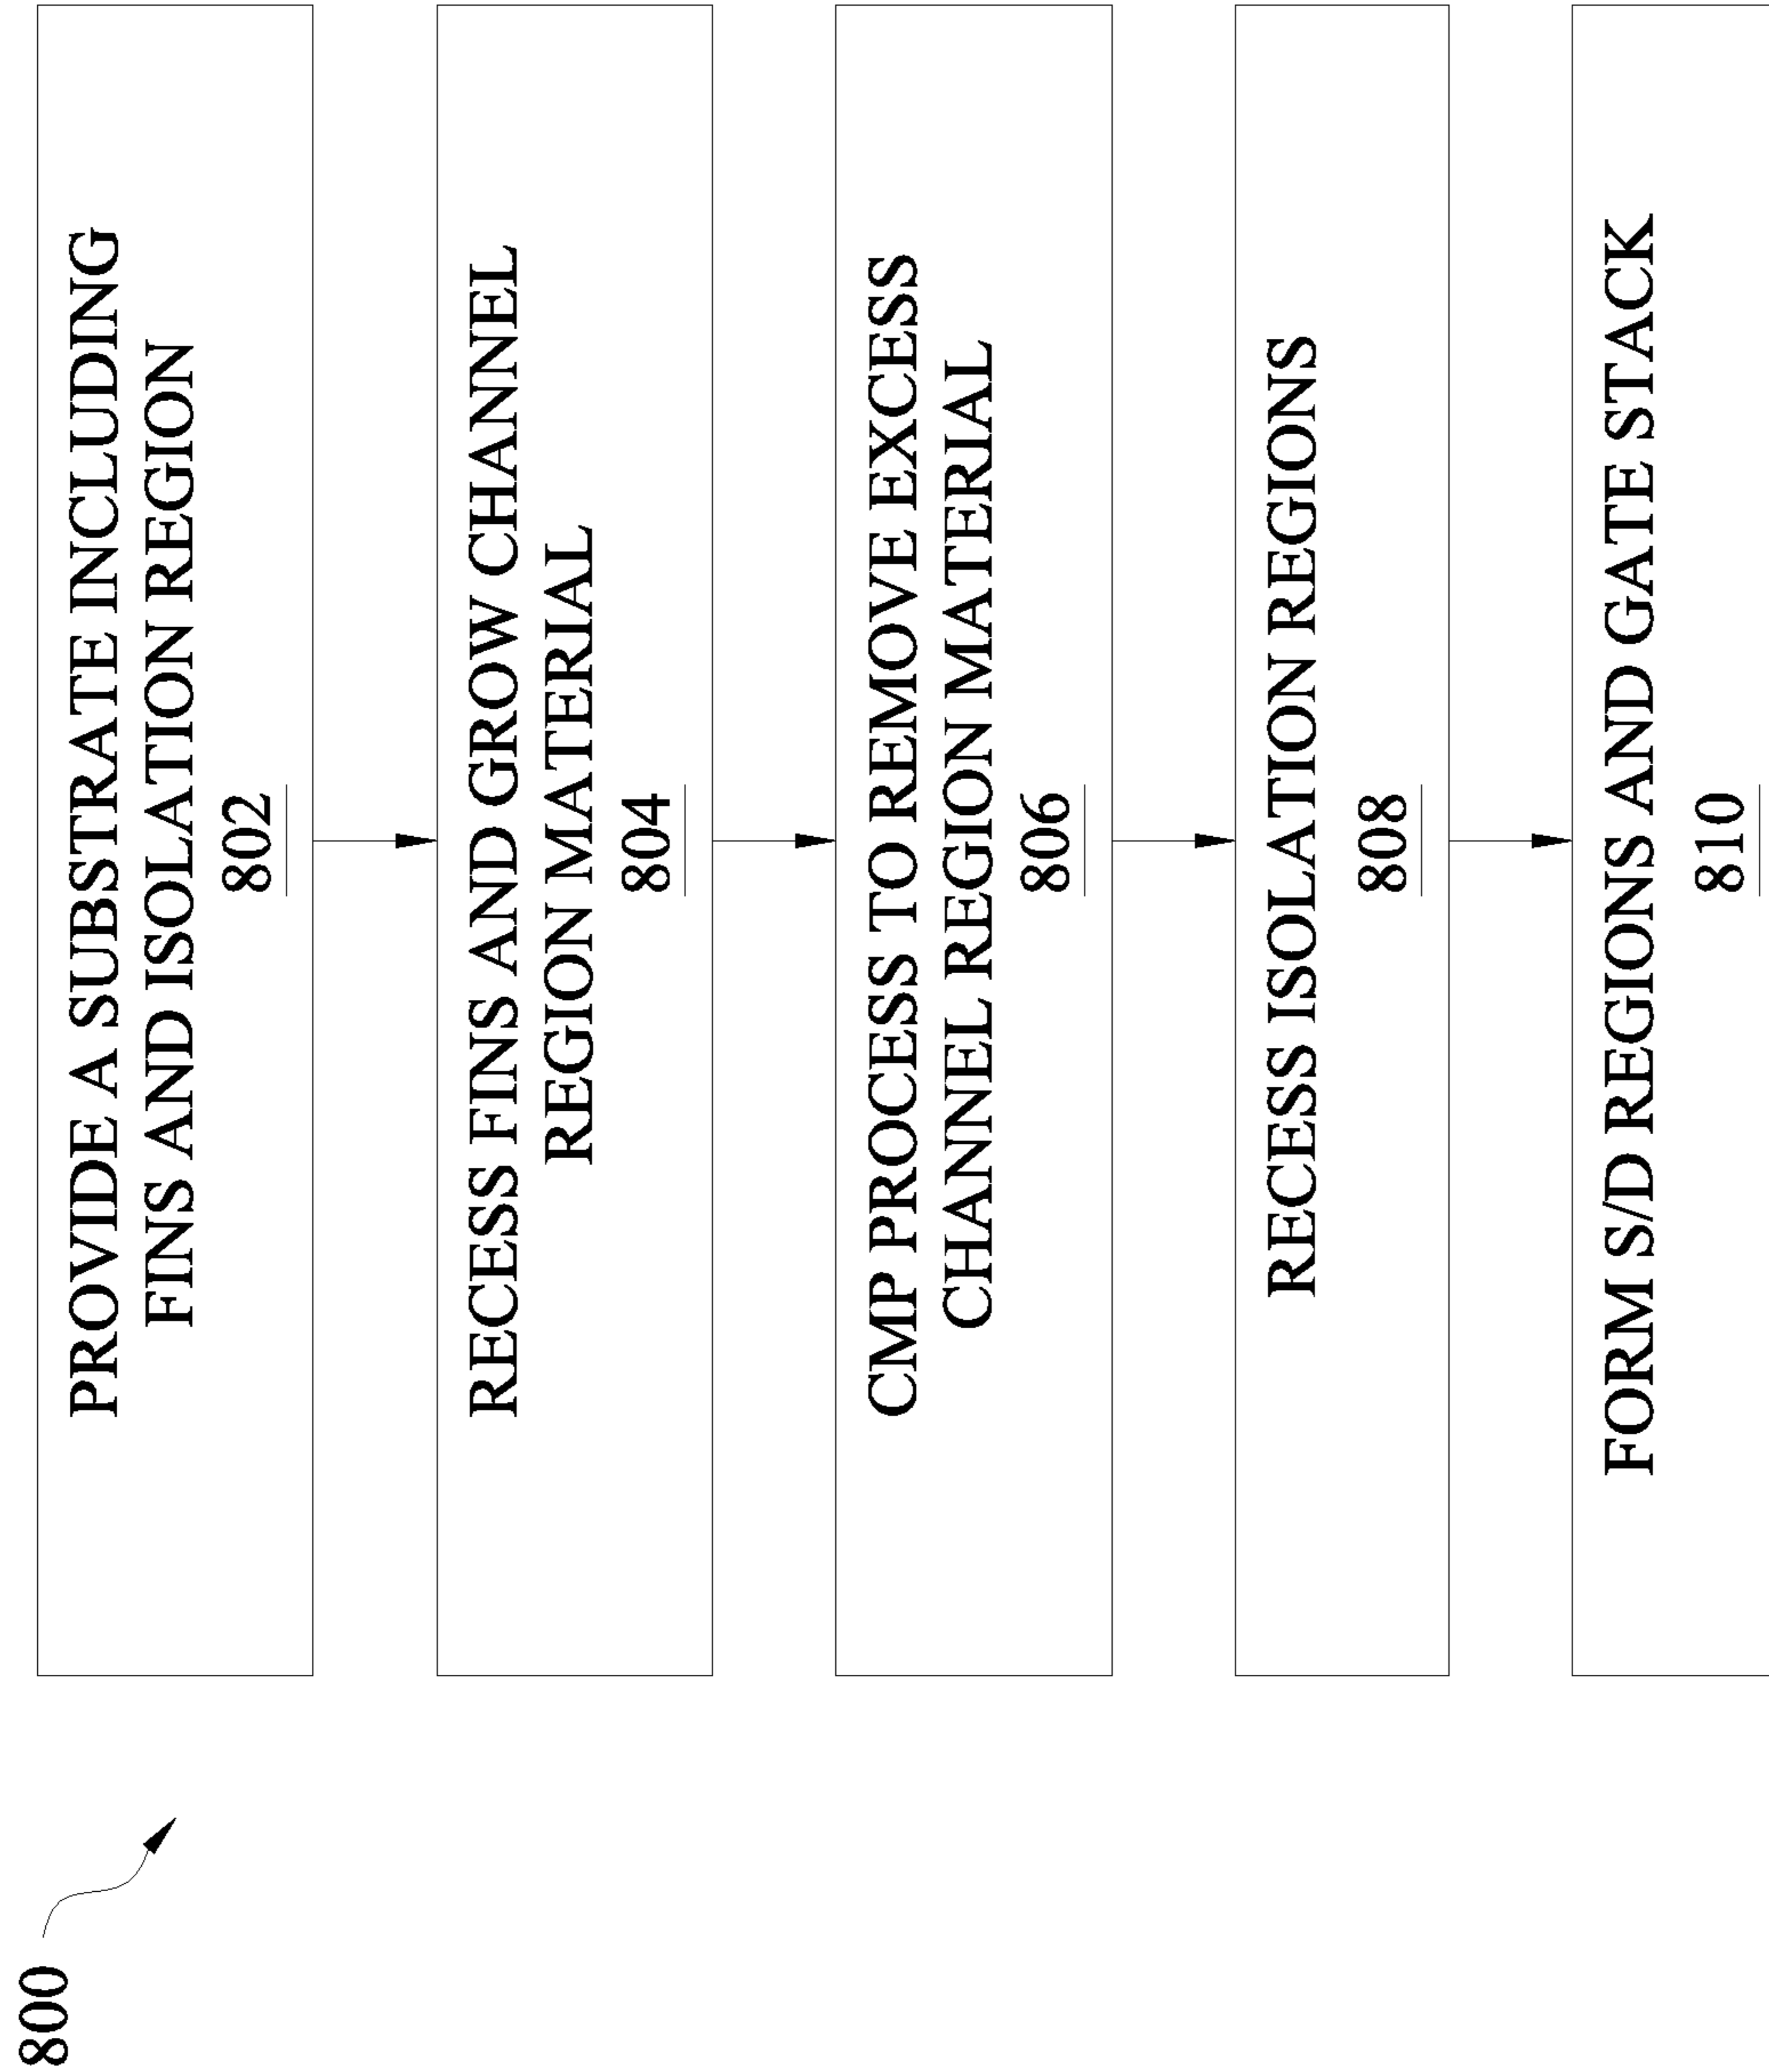 800
PROVIDE A SUBSTRATE INCLUDING
FINS AND ISOLATION REGION
802
RECESS FINS AND GROW CHANNEL
REGION MATERIAL
804
CMP PROCESS TO REMOVE EXCESS
CHANNEL REGION MATERIAL
806
RECESS ISOLATION REGIONS
808
FORM S/D REGIONS AND GATE STACK
810